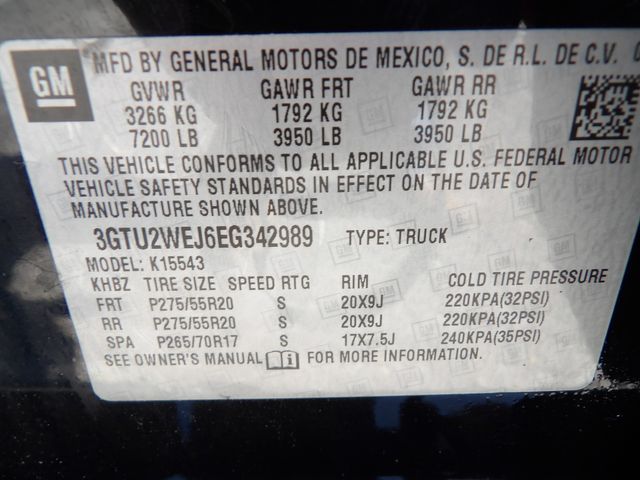 GM
*MFD BY GENERAL MOTORS DE MEXICO, S. DE R.L. DE C.V.
GVWR GAWR FRT GAWR RR
3266 KG 1792 KG 1792 KG
7200 LB 3950 LB 3950 LB
THIS VEHICLE CONFORMS TO ALL APPLICABLE U.S. FEDERAL MOTOR
VEHICLE SAFETY STANDARDS IN EFFECT ON THE DATE OF
MANUFACTURE SHOWN ABOVE.
3GTU2WEJ6EG342989 TYPE: TRUCK
MODEL: K15543
KHBZ TIRE SIZE SPEED RTG RIM COLD TIRE PRESSURE
FRT P275/55R20 S 20X9J 220KPA(32PSI)
RR P275/55R20 S 20X9J 220KPA(32PSI)
SPA P265/70R17 S 17X7.5J 240KPA(35PSI)
SEE OWNER'S MANUAL FOR MORE INFORMATION.